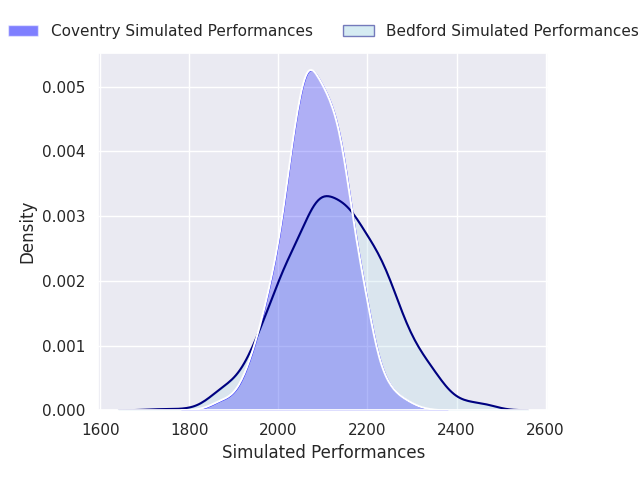 Coventry Simulated Performances Bedford Simulated Performances
0.005
0.004
0.003
0.002
0.001
0.000
Density
1600 1800 2000 2200 2400 2600
Simulated Performances